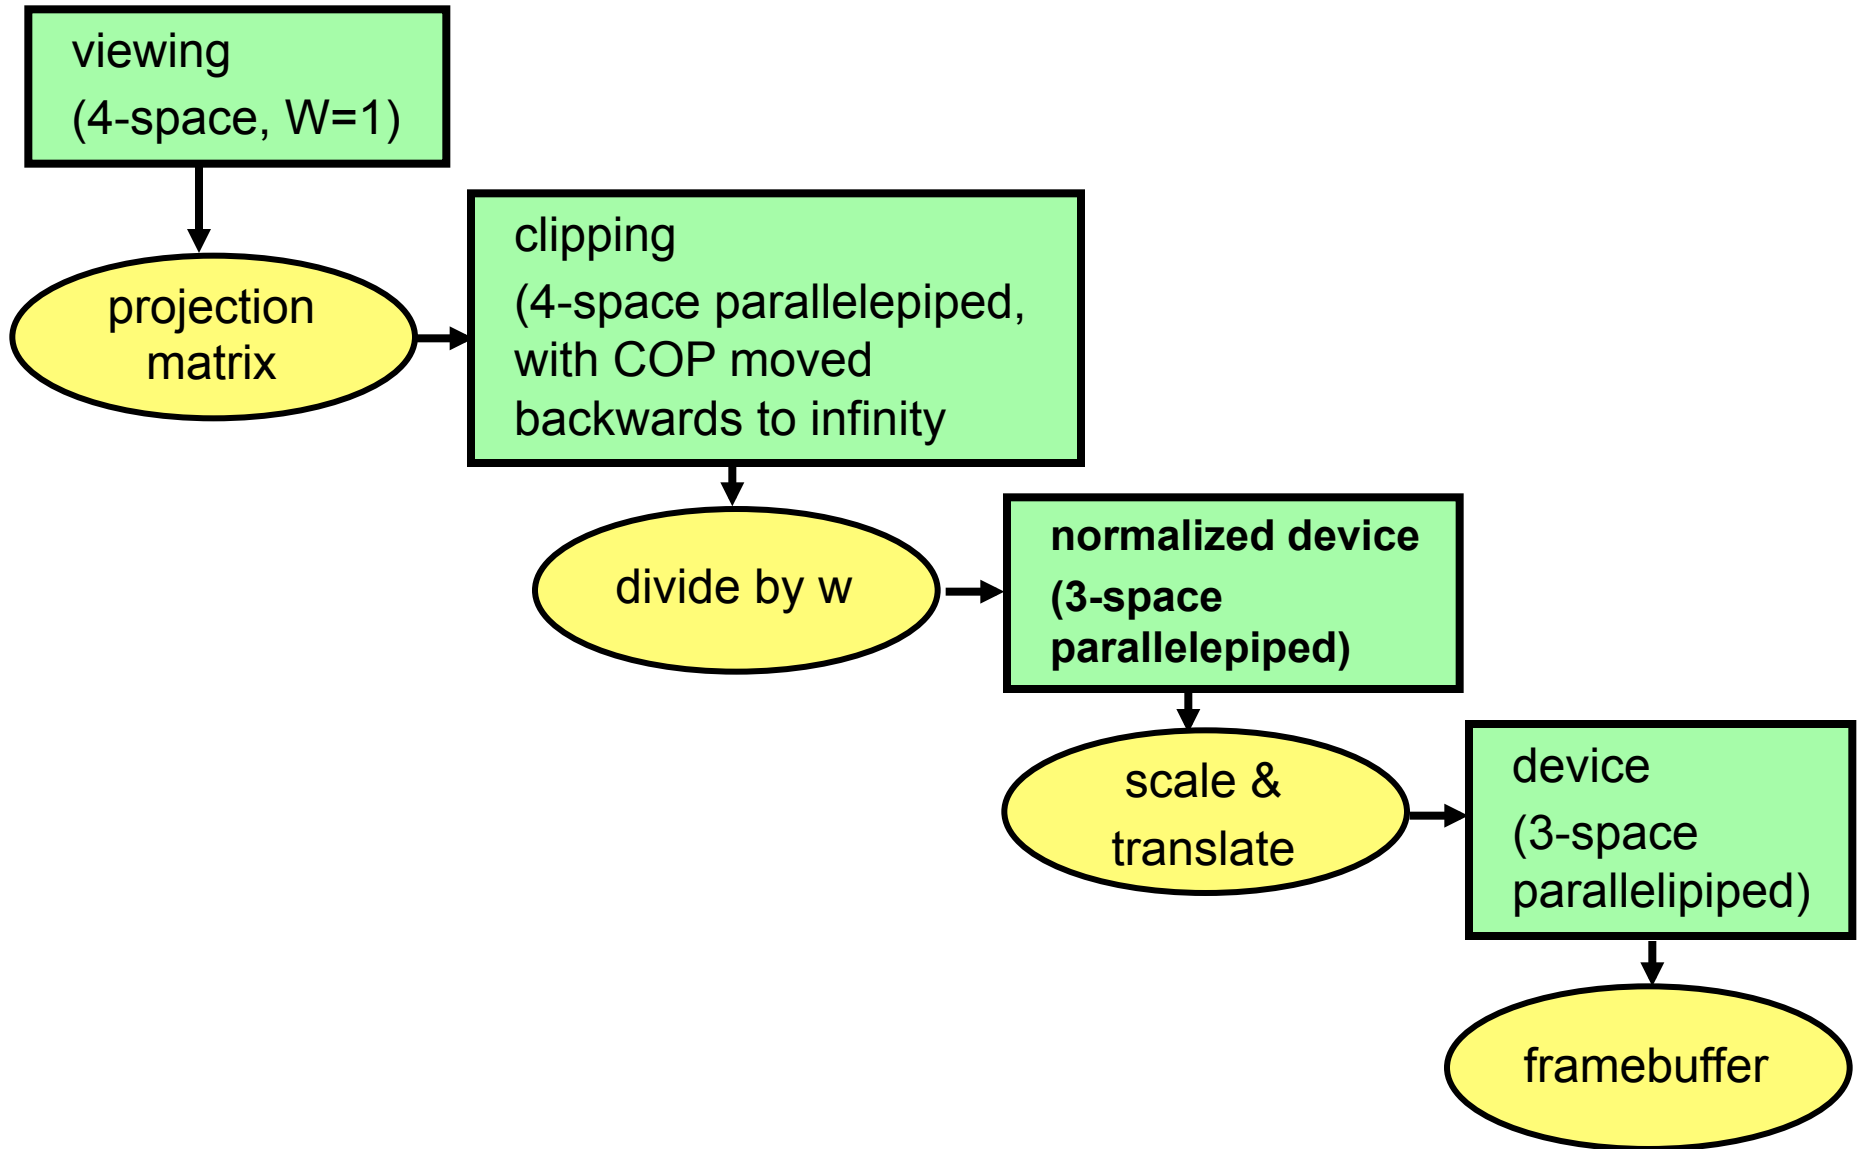 viewing
(4-space, W=1)
projection
matrix
clipping
(4-space parallelepiped,
with COP moved
backwards to infinity
divide by w
normalized device
(3-space
parallelepiped)
scale &
translate
device
(3-space
parallelipiped)
framebuffer